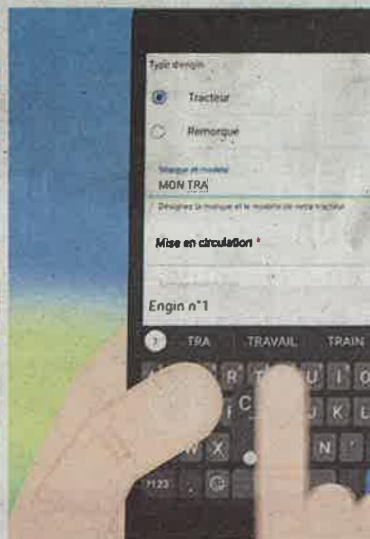 Type d'engin
Tracteur
Remorque
Marque et modèle
MON TRA
Désignez la marque et le modèle de votre tracteur
Mise en circulation *
Engin n°1
TRA TRAVAIL TRAIN
R T U I O
J K L
W X N '
?123 .